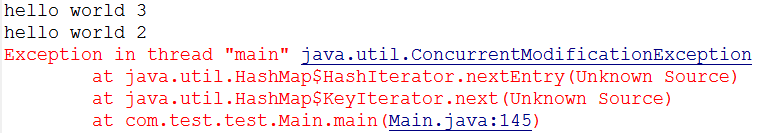 hello world 3
hello world 2
Exception in thread "main" java.util.ConcurrentModificationException
at java.util.HashMap$HashIterator.nextEntry(Unknown Source)
at java.util.HashMap$KeyIterator.next(Unknown Source)
at com.test.test.Main.main(Main.java:145)